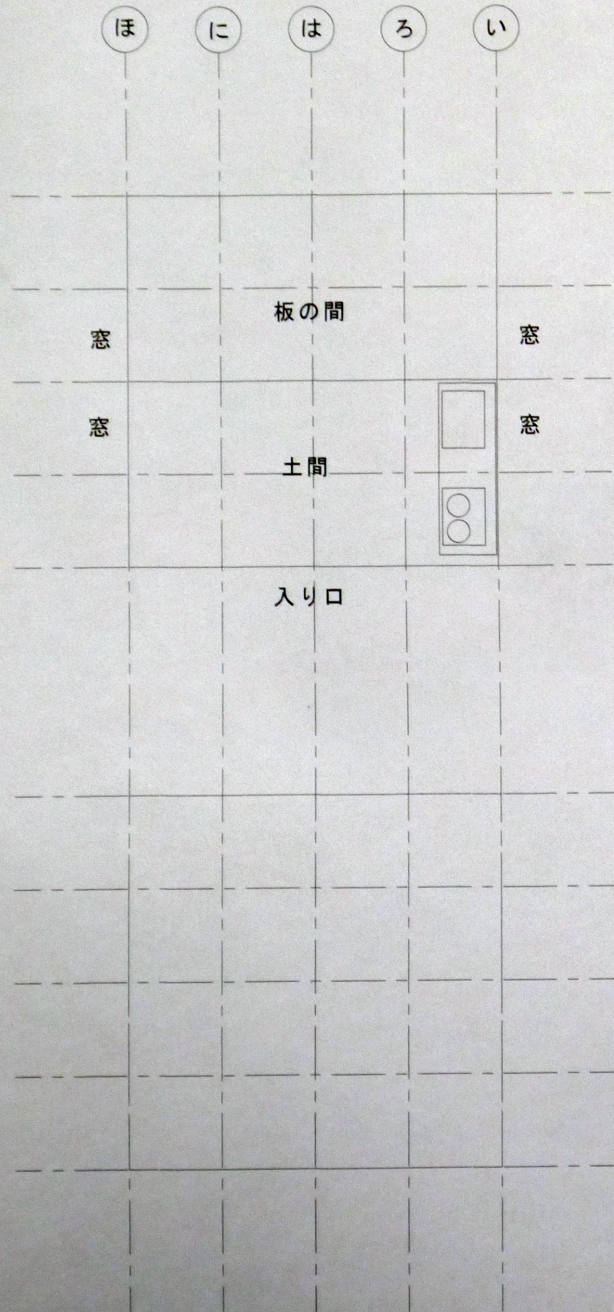 ほ に は ろ い
板の間
窓 窓
窓 窓
土間
入り口